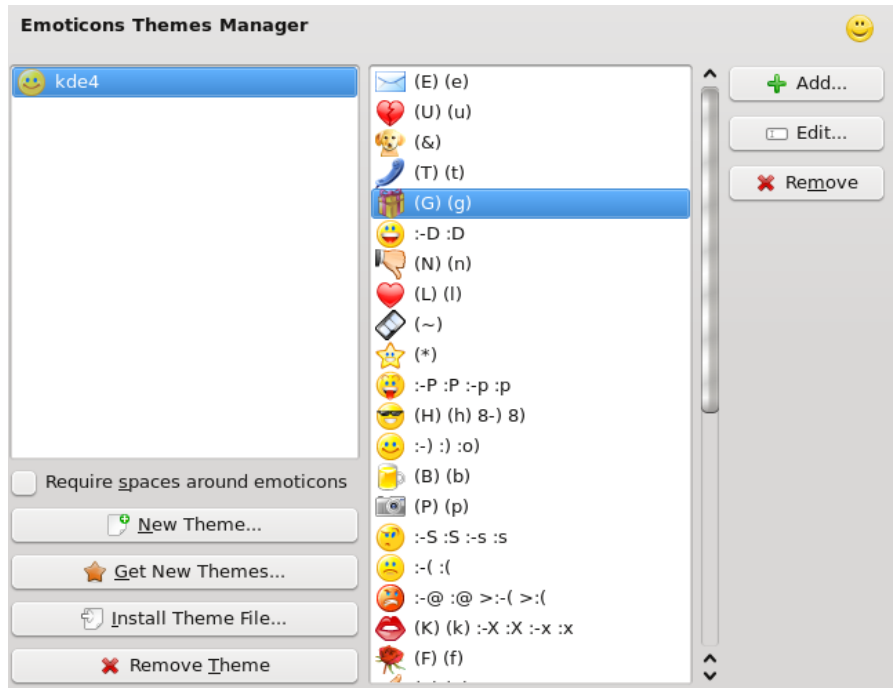 Emoticons Themes Manager
kde4
Require spaces around emoticons
New Theme...
Get New Themes...
Install Theme File...
Remove Theme
(E) (e)
(U) (u)
(&)
(T) (t)
(G) (g)
:-D :D
(N) (n)
(L) (l)
(~)
(*)
:-P :P :-p :p
(H) (h) 8-) 8)
:-) :) :o)
(B) (b)
(P) (p)
:-S :S :-s :s
:-( :(
:-@ :@ >:-( >:(
(K) (k) :-X :X :-x :x
(F) (f)
Add...
Edit...
Remove